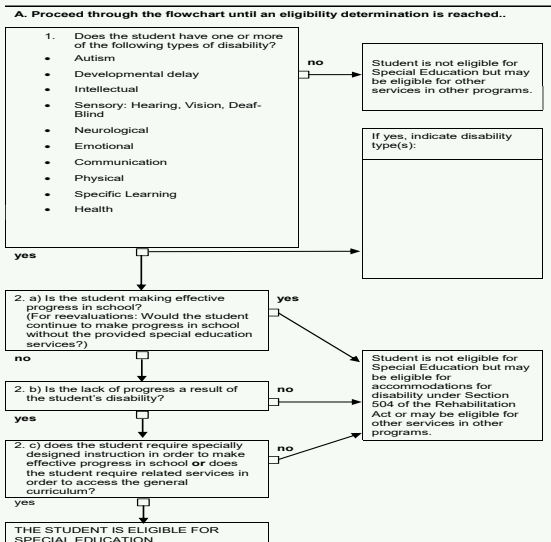 A. Proceed through the flowchart until an eligibility determination is reached..
1. Does the student have one or
more of the following types of disability?
• Autism
• Developmental delay
• Intellectual
• Sensory: Hearing, Vision, Deaf-
Blind
• Neurological
• Emotional
• Communication
• Physical
• Specific Learning
• Health
no
Student is not eligible for
Special Education but may
be eligible for other
services in other programs.
If yes, indicate disability
type(s):
yes
2. a) Is the student making effective
progress in school?
(For reevaluations: Would the student
continue to make progress in school
without the provided special education
services?)
yes
no
2. b) Is the lack of progress a result of
the student's disability?
no
yes
Student is not eligible for
Special Education but may
be eligible for
accommodations for
disability under Section
504 of the Rehabilitation
Act or may be eligible for
other services in other
programs.
2. c) does the student require specially
designed instruction in order to make
effective progress in school or does
the student require related services in
order to access the general
curriculum?
no
yes
THE STUDENT IS ELIGIBLE FOR
SPECIAL EDUCATION